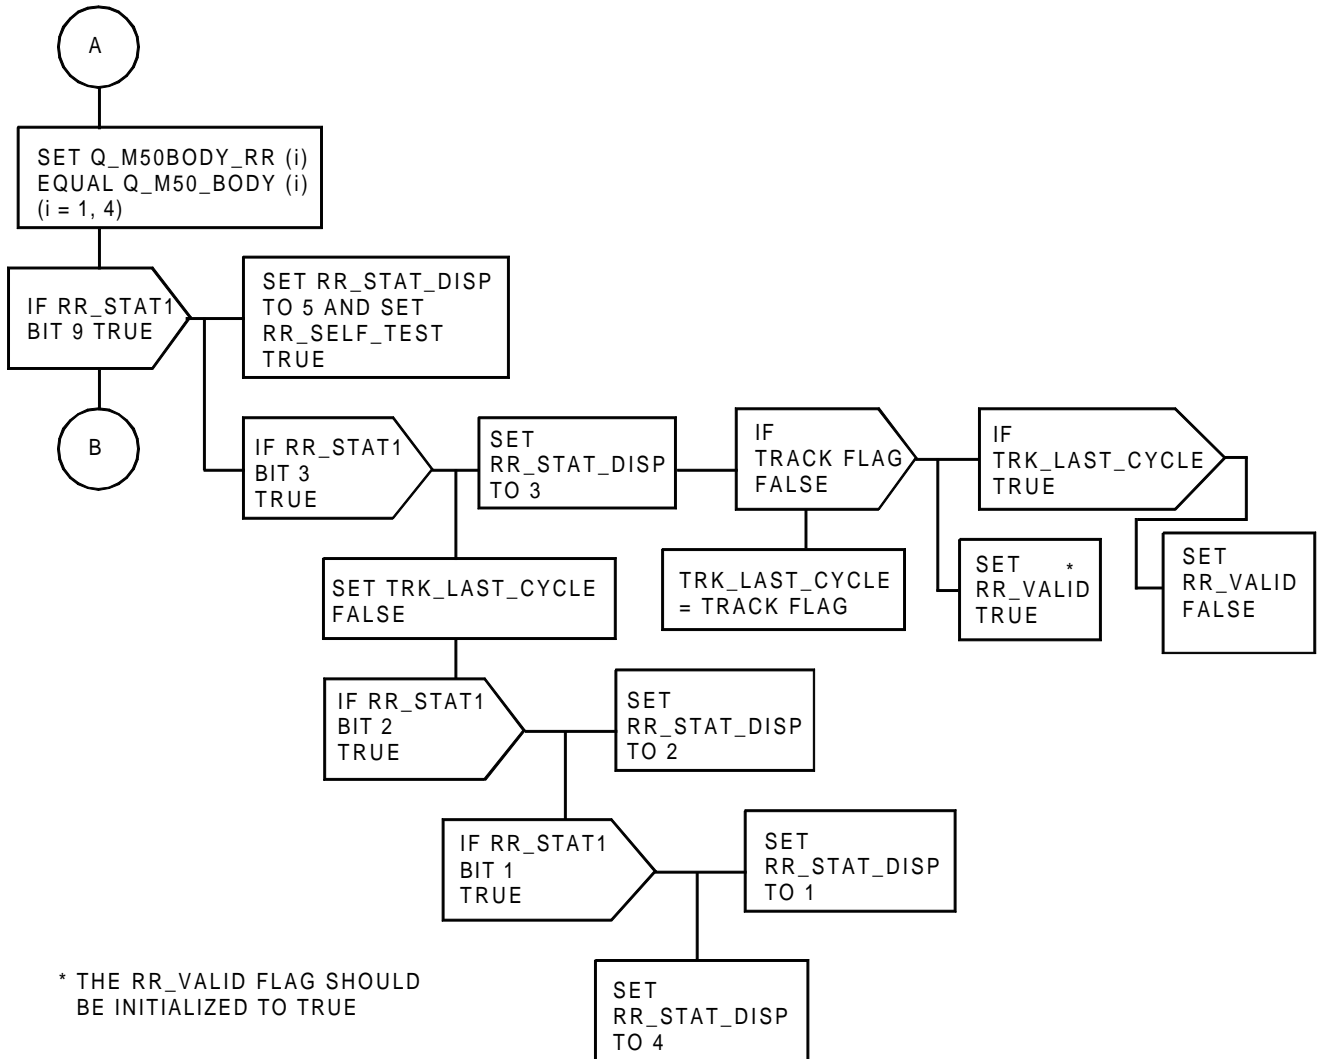 A
SET Q_M50BODY_RR (i)
EQUAL Q_M50_BODY (i)
(i = 1, 4)
IF RR_STAT1
BIT 9 TRUE
SET RR_STAT_DISP
TO 5 AND SET
RR_SELF_TEST
TRUE
B
IF RR_STAT1
BIT 3
TRUE
SET
RR_STAT_DISP
TO 3
IF
TRACK FLAG
FALSE
IF
TRK_LAST_CYCLE
TRUE
SET TRK_LAST_CYCLE
FALSE
TRK_LAST_CYCLE
= TRACK FLAG
SET *
RR_VALID
TRUE
SET
RR_VALID
FALSE
IF RR_STAT1
BIT 2
TRUE
SET
RR_STAT_DISP
TO 2
IF RR_STAT1
BIT 1
TRUE
SET
RR_STAT_DISP
TO 1
SET
RR_STAT_DISP
TO 4
* THE RR_VALID FLAG SHOULD
BE INITIALIZED TO TRUE